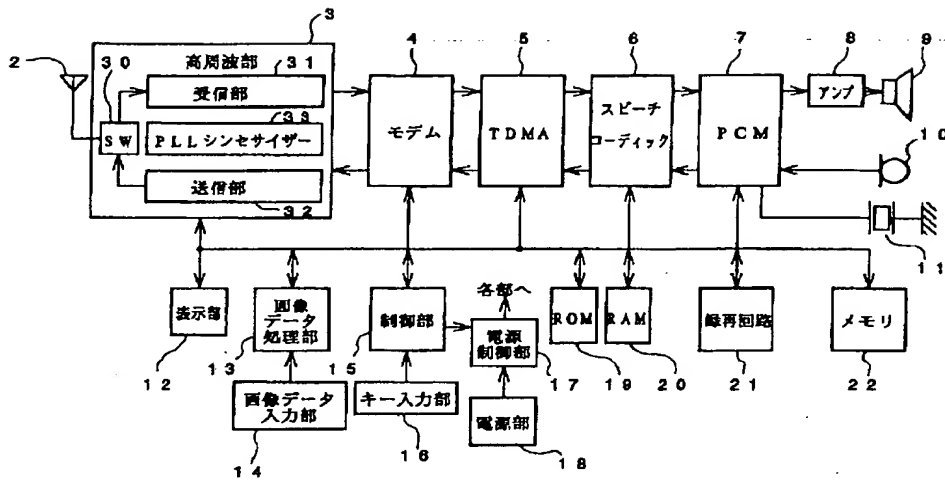 3
2
高周波部
30
31
受信部
33
SW
PLLシンセサイザー
送信部
32
4
モデム
5
TDMA
6
スピーチ
コーディック
7
PCM
8
アンプ
9
10
11
表示部
12
画像
データ
処理部
13
画像データ
入力部
14
制御部
15
キー入力部
16
各部へ
電源
制御部
17
電源部
18
ROM
19
RAM
20
録再回路
21
メモリ
22